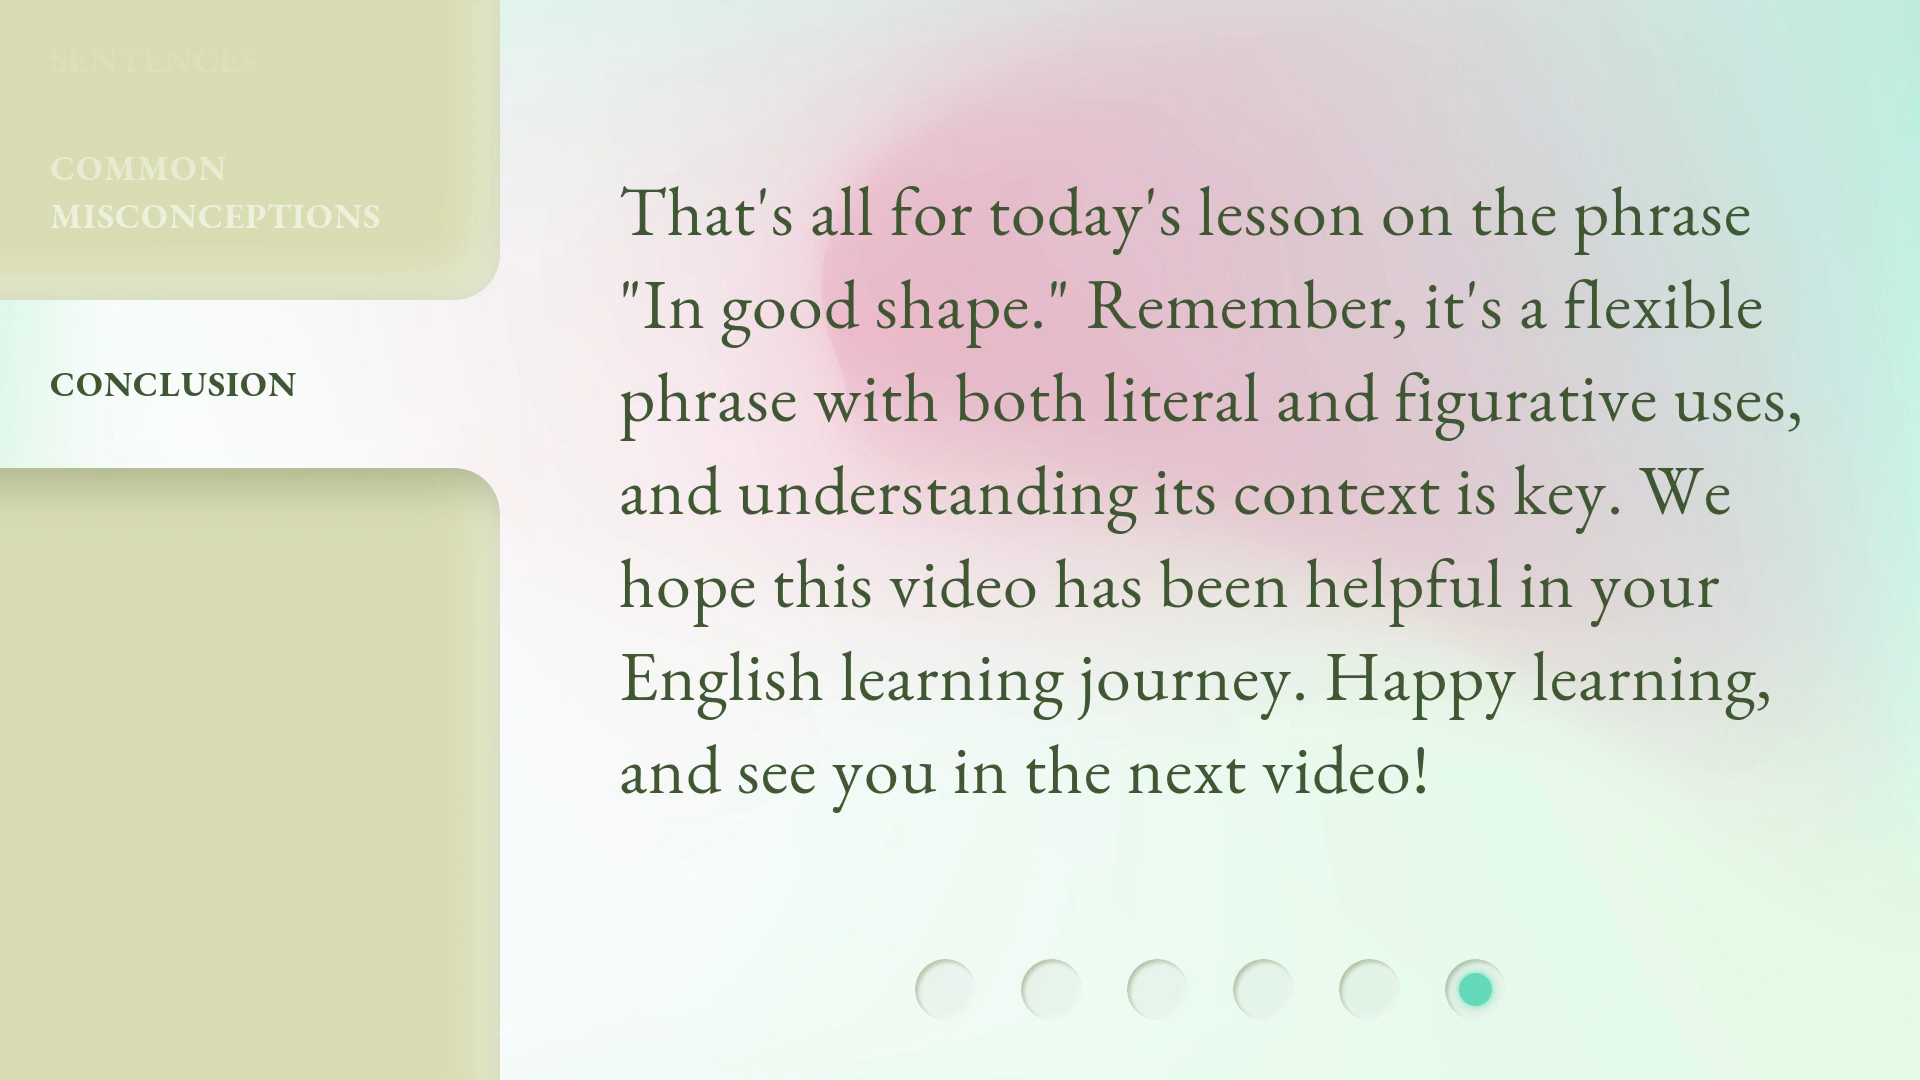 SENTENCES
COMMON
MISCONCEPTIONS
CONCLUSION
That's all for today's lesson on the phrase
"In good shape." Remember, it's a flexible
phrase with both literal and figurative uses,
and understanding its context is key. We
hope this video has been helpful in your
English learning journey. Happy learning,
and see you in the next video!